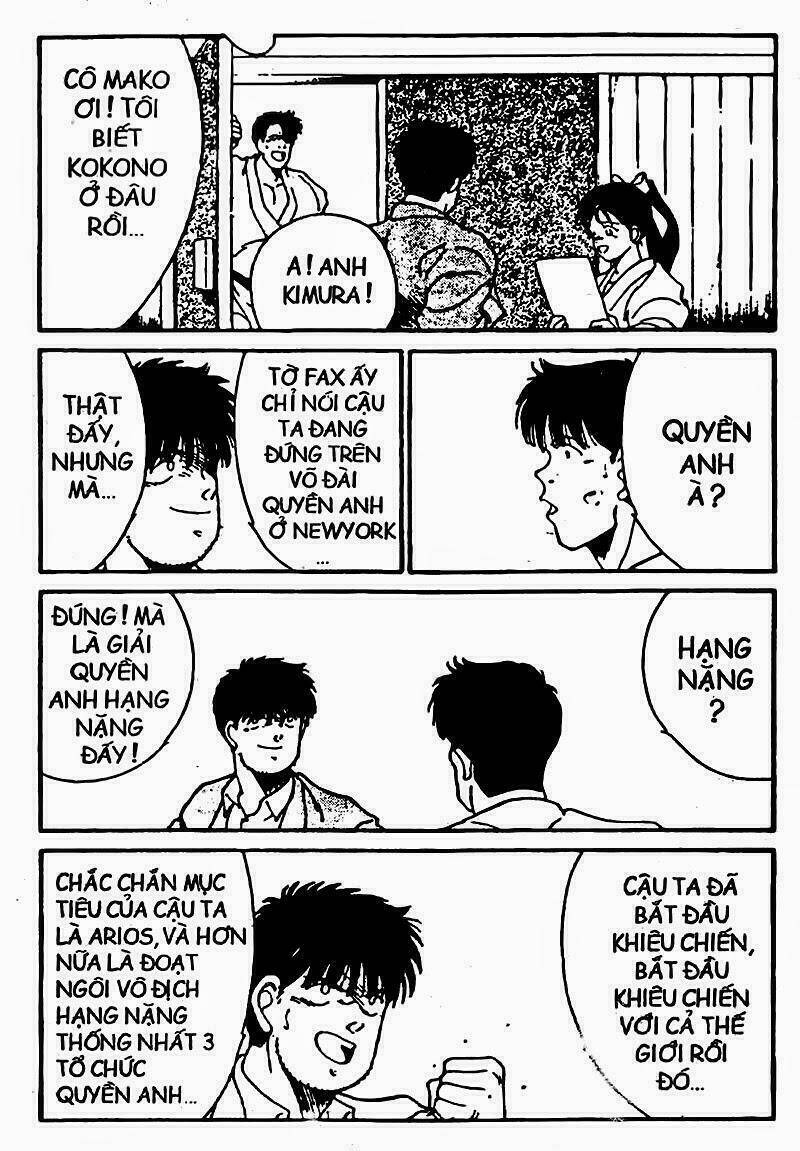 CÔ MAKO
ƠI! TÔI
BIẾT
KOKONO
Ở ĐÂU
RỒI...
A! ANH
KIMURA!
THẬT
ĐẤY,
NHƯNG
MÀ...
TỜ FAX ẤY
CHỈ NÓI CẬU
TA ĐANG
ĐỨNG TRÊN
VÕ ĐÀI
QUYỀN ANH
Ở NEWYORK
...
QUYỀN
ANH
À?
ĐÚNG! MÀ
LÀ GIẢI
QUYỀN
ANH HẠNG
NẶNG
ĐẤY!
HẠNG
NẶNG
?
CHẮC CHẮN MỤC
TIÊU CỦA CẬU TA
LÀ ARIOS, VÀ HƠN
NỮA LÀ ĐOẠT
NGÔI VÔ ĐỊCH
HẠNG NẶNG
THỐNG NHẤT 3
TỔ CHỨC
QUYỀN ANH...
CẬU TA ĐÃ
BẮT ĐẦU
KHIÊU CHIẾN,
BẮT ĐẦU
KHIÊU CHIẾN
VỚI CẢ THẾ
GIỚI RỒI
ĐÓ...